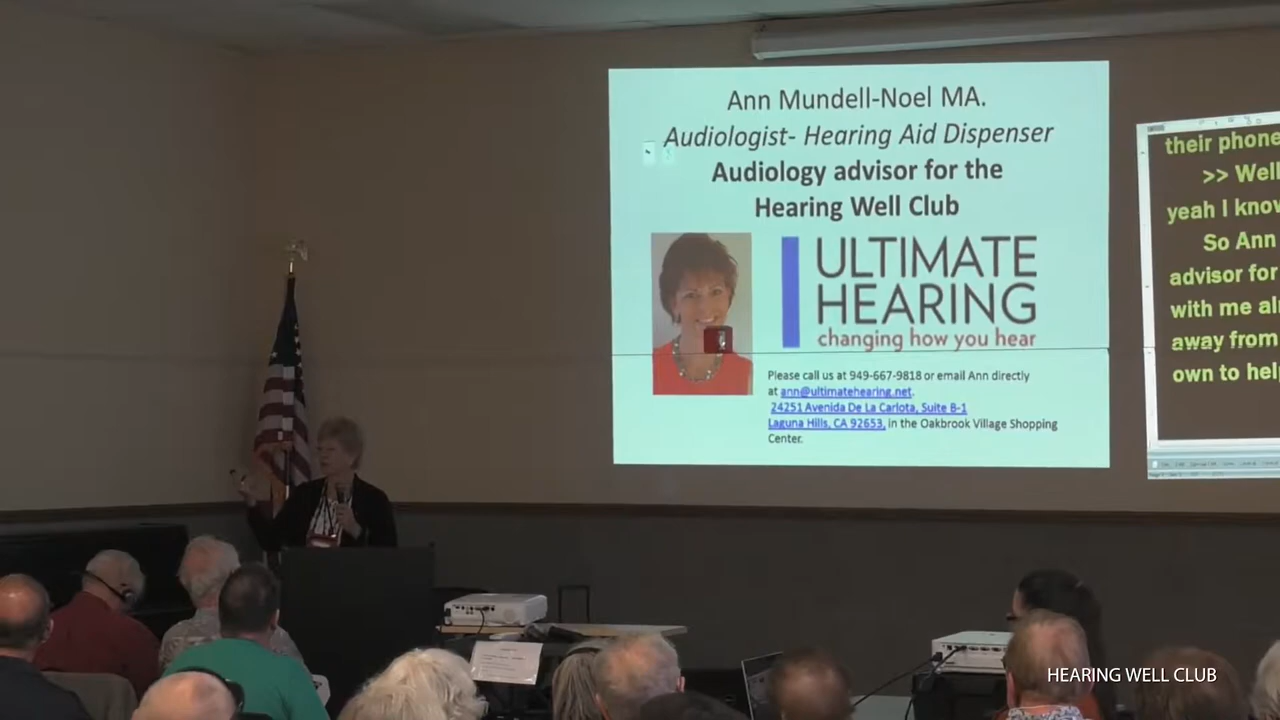 Ann Mundell-Noel MA.
Audiologist- Hearing Aid Dispenser
Audiology advisor for the
Hearing Well Club
ULTIMATE
HEARING
changing how you hear
Please call us at 949-667-9818 or email Ann directly
at ann@ultimatehearing.net.
24251 Avenida De La Carlota, Suite B-1
Laguna Hills, CA 92653, in the Oakbrook Village Shopping
Center.
their phone
>> Well
yeah I know
So Ann
advisor for
with me al
away from
own to help
HEARING WELL CLUB